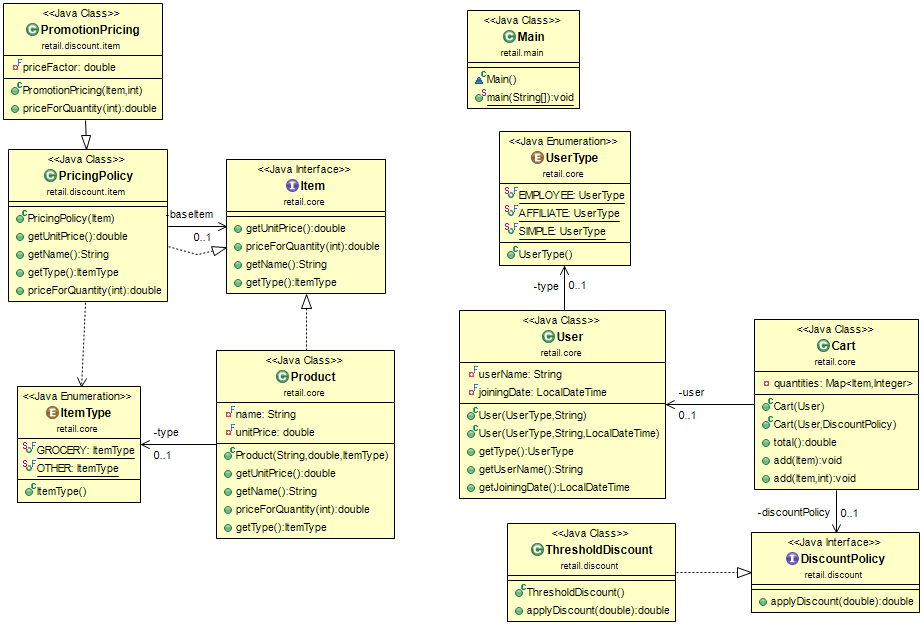 <<Java Class>>
PromotionPricing
retail.discount.item
priceFactor: double
PromotionPricing(Item,int)
priceForQuantity(int):double
<<Java Class>>
Main
retail.main
Main()
main(String[]):void
<<Java Class>>
PricingPolicy
retail.discount.item
PricingPolicy(Item)
getUnitPrice():double
getName():String
getType():ItemType
priceForQuantity(int):double
-baseItem
0..1
<<Java Interface>>
Item
retail.core
getUnitPrice():double
priceForQuantity(int):double
getName():String
getType():ItemType
<<Java Enumeration>>
UserType
retail.core
EMPLOYEE: UserType
AFFILIATE: UserType
SIMPLE: UserType
UserType()
-type
0..1
<<Java Class>>
User
retail.core
userName: String
joiningDate: LocalDateTime
User(UserType,String)
User(UserType,String,LocalDateTime)
getType():UserType
getUserName():String
getJoiningDate():LocalDateTime
-user
0..1
<<Java Class>>
Cart
retail.core
quantities: Map<Item,Integer>
Cart(User)
Cart(User,DiscountPolicy)
total():double
add(Item):void
add(Item,int):void
<<Java Enumeration>>
ItemType
retail.core
GROCERY: ItemType
OTHER: ItemType
ItemType()
-type
0..1
<<Java Class>>
Product
retail.core
name: String
unitPrice: double
Product(String,double,ItemType)
getUnitPrice():double
getName():String
priceForQuantity(int):double
getType():ItemType
-discountPolicy
0..1
<<Java Class>>
ThresholdDiscount
retail.discount
ThresholdDiscount()
applyDiscount(double):double
<<Java Interface>>
DiscountPolicy
retail.discount
applyDiscount(double):double